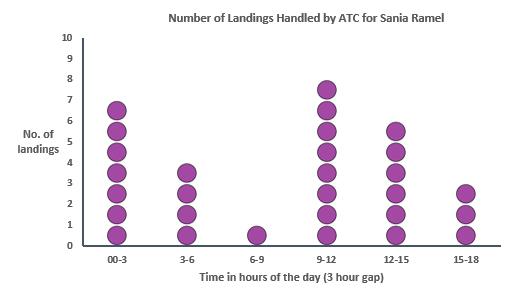 Number of Landings Handled by ATC for Sania Ramel
10
9
8
7
6
5
4
3
2
1
0
No. of
landings
00-3 3-6 6-9 9-12 12-15 15-18
Time in hours of the day (3 hour gap)